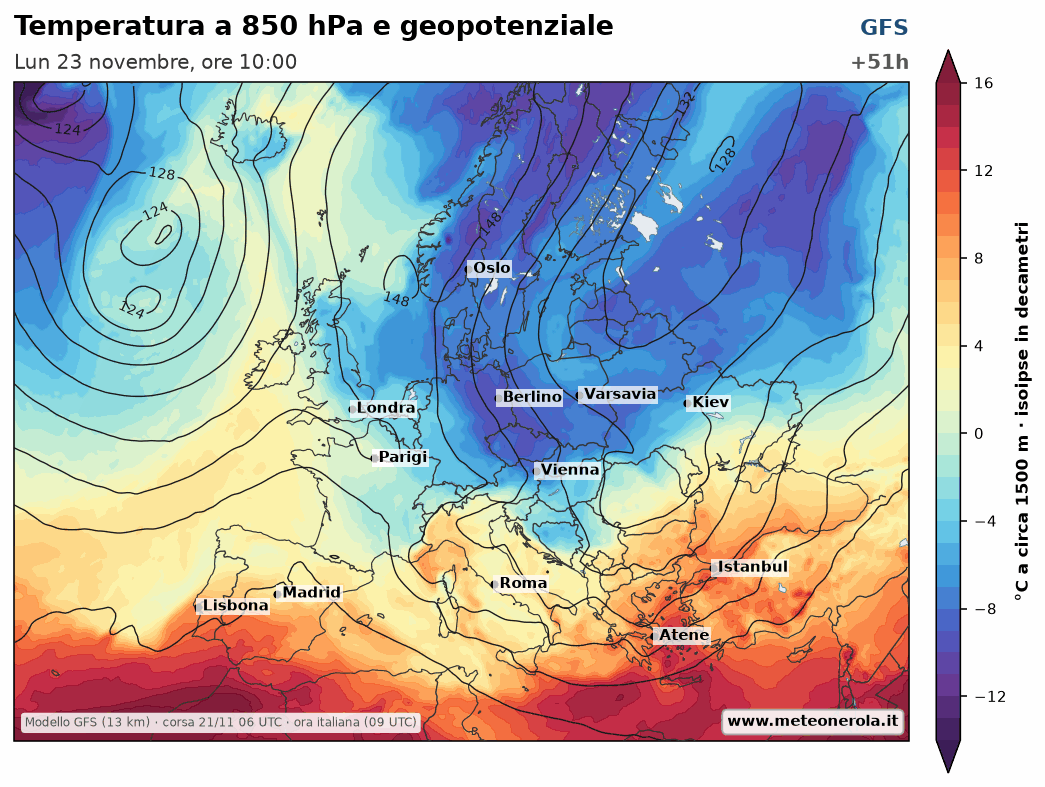 Temperatura a 850 hPa e geopotenziale
GFS
Lun 23 novembre, ore 10:00
+51h
124
128
124
124
148
148
132
128
Oslo
Londra
Berlino
Varsavia
Kiev
Parigi
Vienna
Roma
Istanbul
Madrid
Lisbona
Atene
Modello GFS (13 km) · corsa 21/11 06 UTC · ora italiana (09 UTC)
www.meteonerola.it
16
12
8
4
0
−4
−8
−12
°C a circa 1500 m · isoipse in decametri